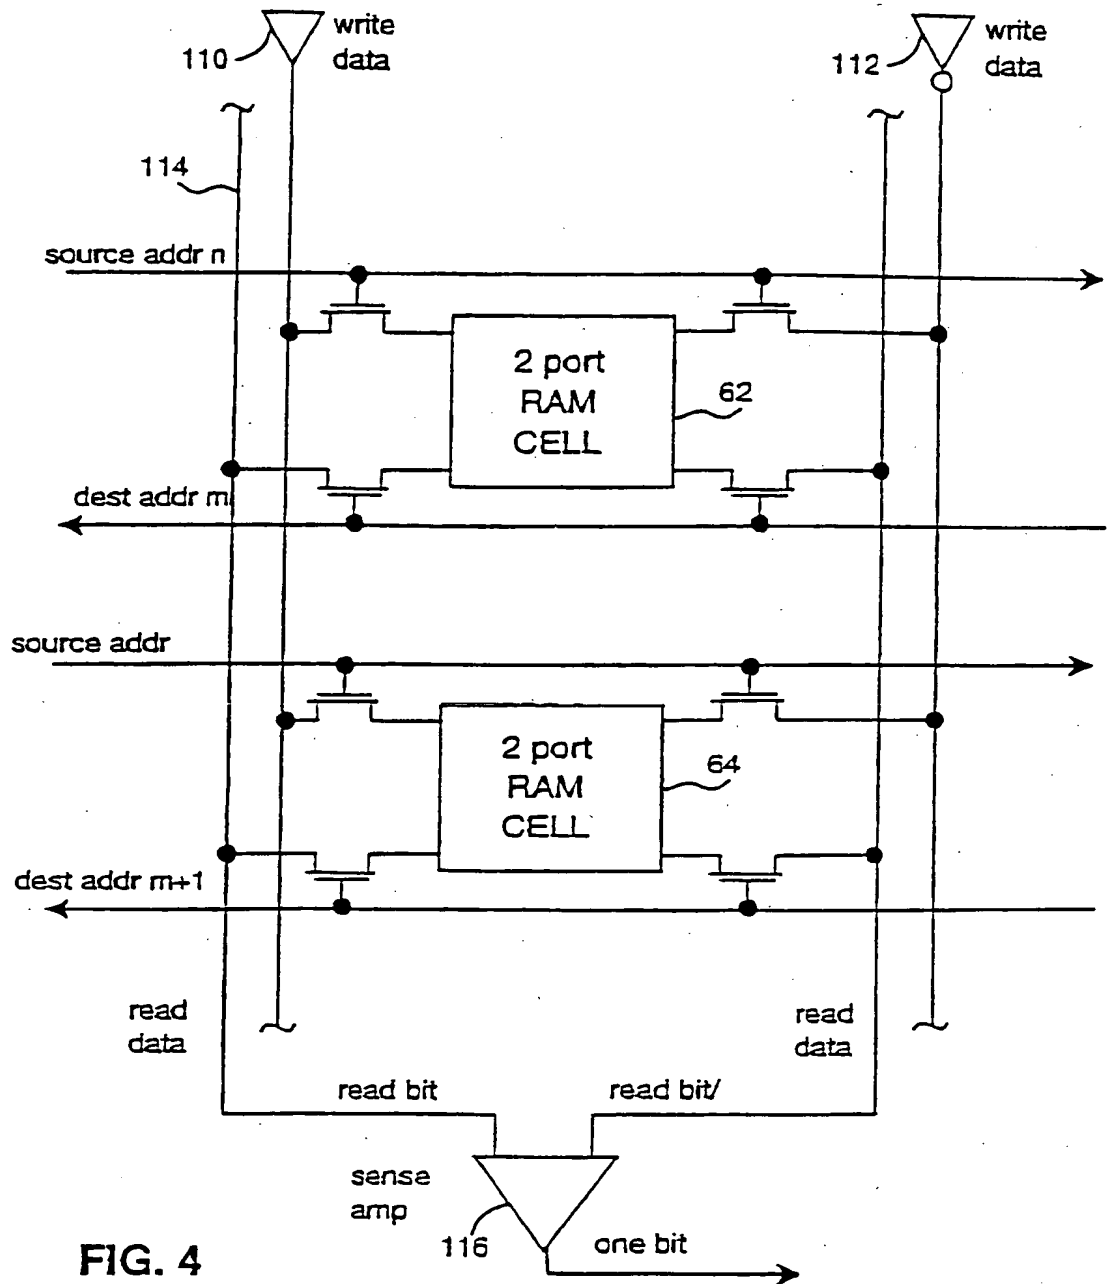 write
data
110
write
data
112
114
source addr n
2 port
RAM
CELL
62
dest addr m
source addr
2 port
RAM
CELL
64
dest addr m+1
read
data
read
data
read bit
read bit/
sense
amp
116
one bit
FIG. 4